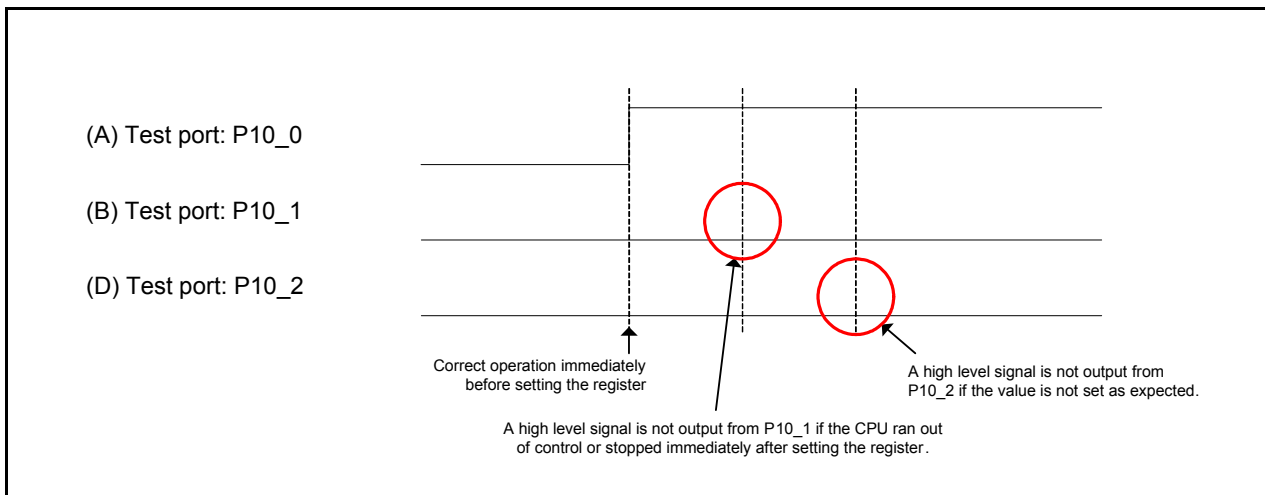 (A) Test port: P10_0
(B) Test port: P10_1
(D) Test port: P10_2
Correct operation immediately
before setting the register
A high level signal is not output from
P10_2 if the value is not set as expected.
A high level signal is not output from P10_1 if the CPU ran out
of control or stopped immediately after setting the register.